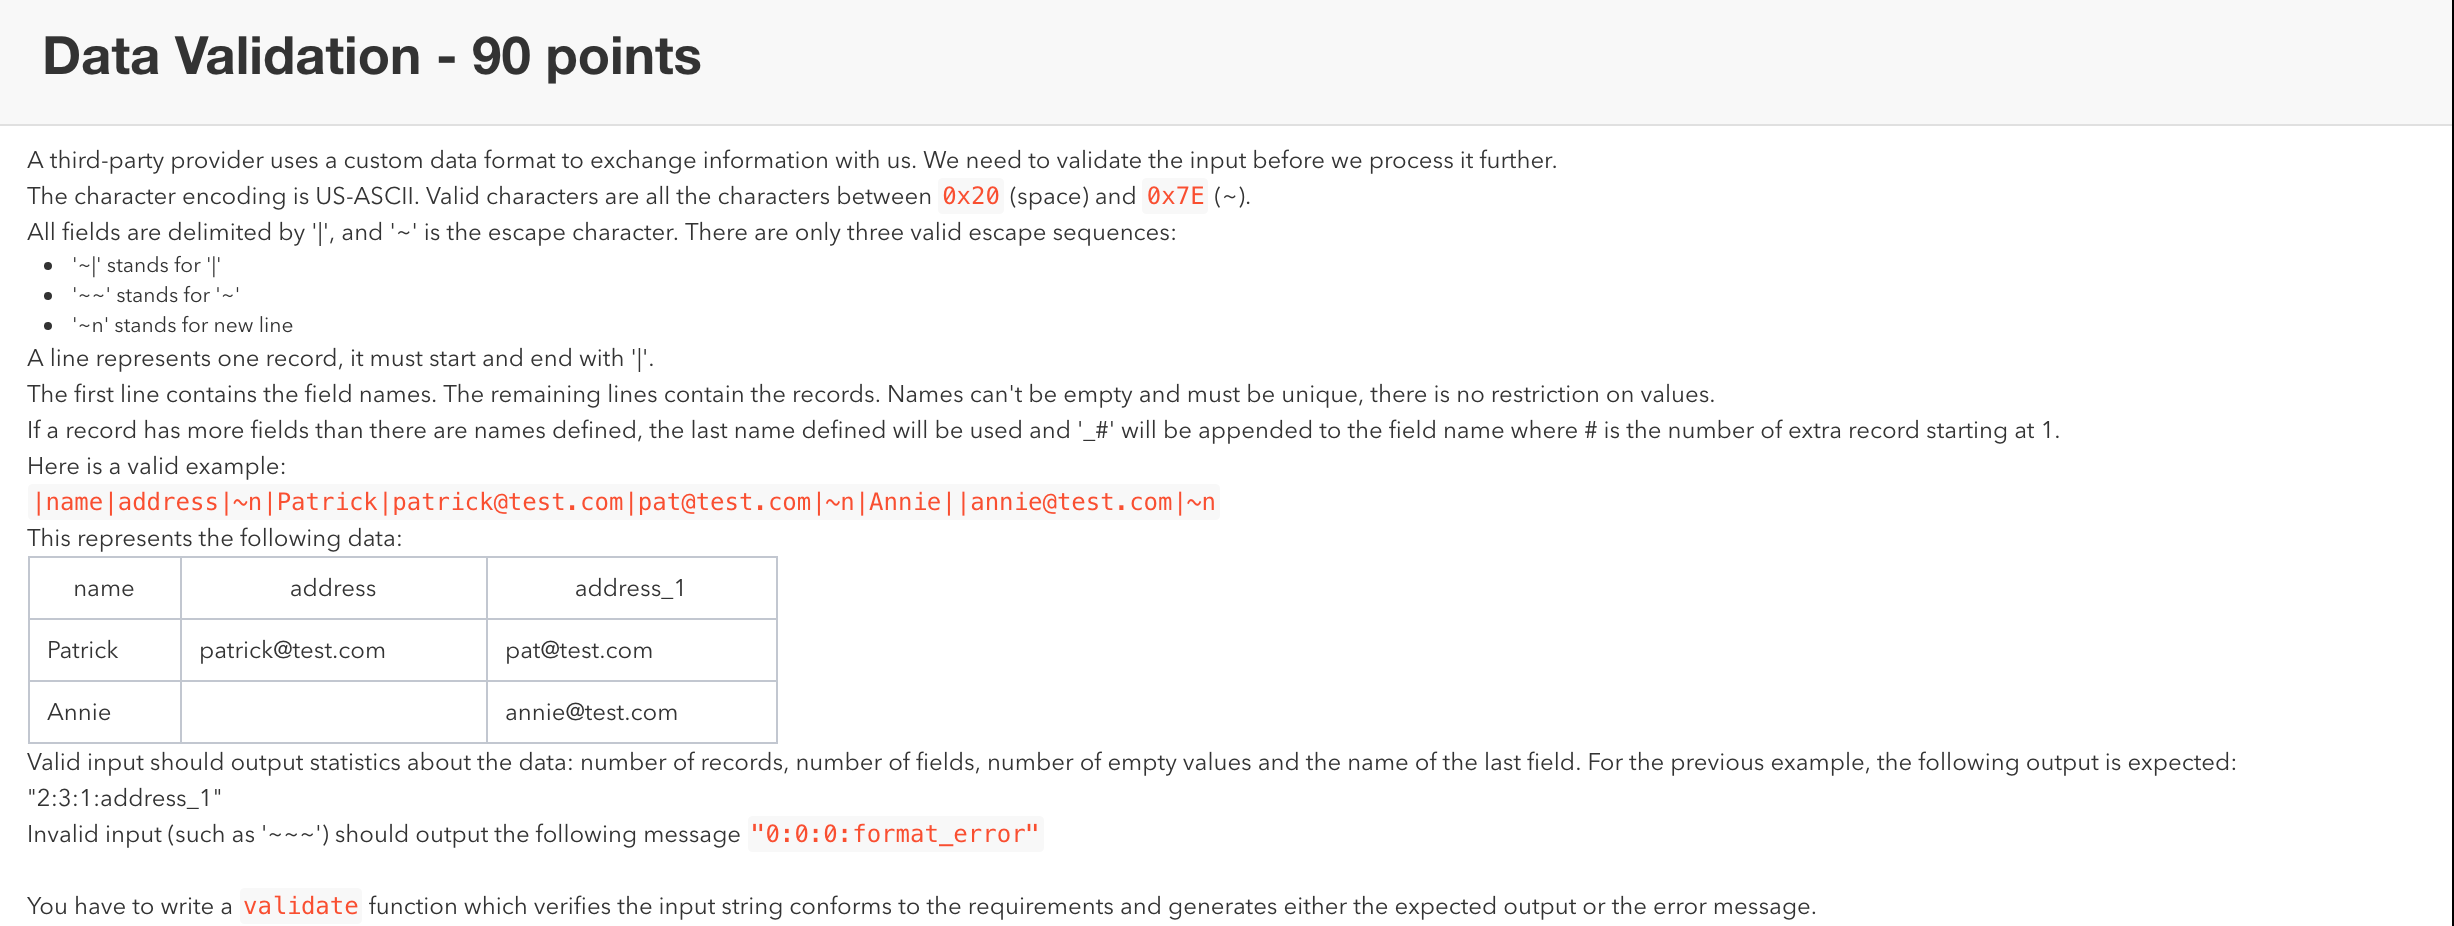 Data Validation - 90 points
A third-party provider uses a custom data format to exchange information with us. We need to validate the input before we process it further.
The character encoding is US-ASCII. Valid characters are all the characters between 0x20 (space) and 0x7E (~).
All fields are delimited by '|', and '~' is the escape character. There are only three valid escape sequences:
• '~|' stands for '|'
• '~~' stands for '~'
• '~n' stands for new line
A line represents one record, it must start and end with '|'.
The first line contains the field names. The remaining lines contain the records. Names can't be empty and must be unique, there is no restriction on values.
If a record has more fields than there are names defined, the last name defined will be used and '_#' will be appended to the field name where # is the number of extra record starting at 1.
Here is a valid example:
|name|address|~n|Patrick|patrick@test.com|pat@test.com|~n|Annie||annie@test.com|~n
This represents the following data:
name address address_1
Patrick patrick@test.com pat@test.com
Annie annie@test.com
Valid input should output statistics about the data: number of records, number of fields, number of empty values and the name of the last field. For the previous example, the following output is expected:
"2:3:1:address_1"
Invalid input (such as '~~~') should output the following message "0:0:0:format_error"
You have to write a validate function which verifies the input string conforms to the requirements and generates either the expected output or the error message.